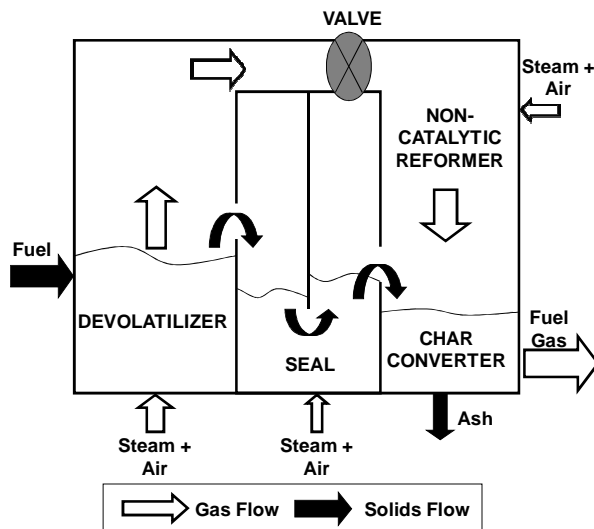 VALVE
Steam +
Air
NON-
CATALYTIC
REFORMER
Fuel
DEVOLATILIZER
SEAL
CHAR
CONVERTER
Fuel
Gas
Ash
Steam +
Air
Steam +
Air
Gas Flow
Solids Flow